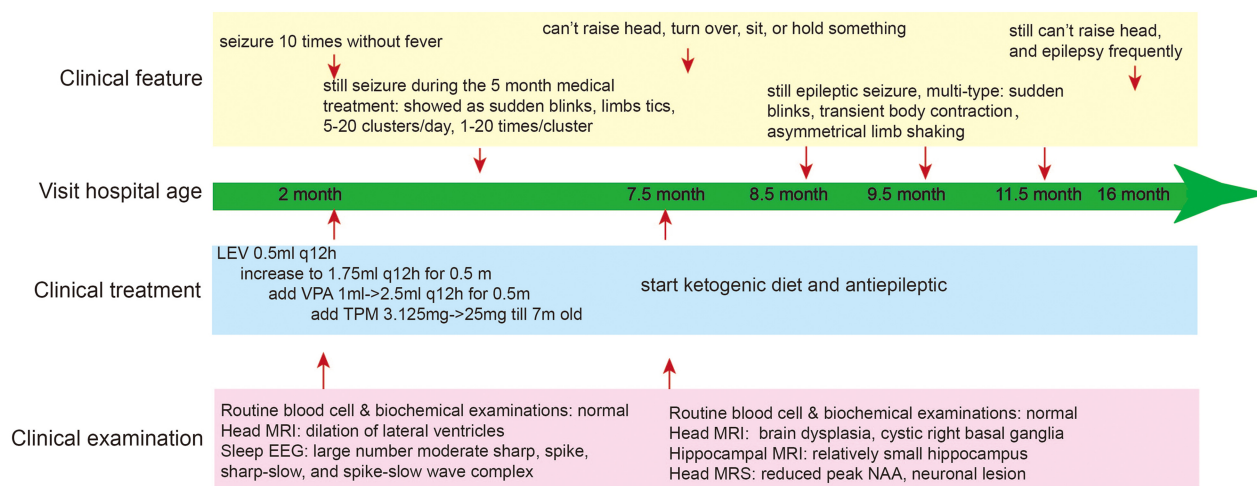 Clinical feature
seizure 10 times without fever
still seizure during the 5 month medical
treatment: showed as sudden blinks, limbs tics,
5-20 clusters/day, 1-20 times/cluster
can't raise head, turn over, sit, or hold something
still epileptic seizure, multi-type: sudden
blinks, transient body contraction,
asymmetrical limb shaking
still can't raise head,
and epilepsy frequently
Visit hospital age
2 month
7.5 month
8.5 month
9.5 month
11.5 month
16 month
Clinical treatment
LEV 0.5ml q12h
increase to 1.75ml q12h for 0.5 m
add VPA 1ml->2.5ml q12h for 0.5m
add TPM 3.125mg->25mg till 7m old
start ketogenic diet and antiepileptic
Clinical examination
Routine blood cell & biochemical examinations: normal
Head MRI: dilation of lateral ventricles
Sleep EEG: large number moderate sharp, spike,
sharp-slow, and spike-slow wave complex
Routine blood cell & biochemical examinations: normal
Head MRI: brain dysplasia, cystic right basal ganglia
Hippocampal MRI: relatively small hippocampus
Head MRS: reduced peak NAA, neuronal lesion